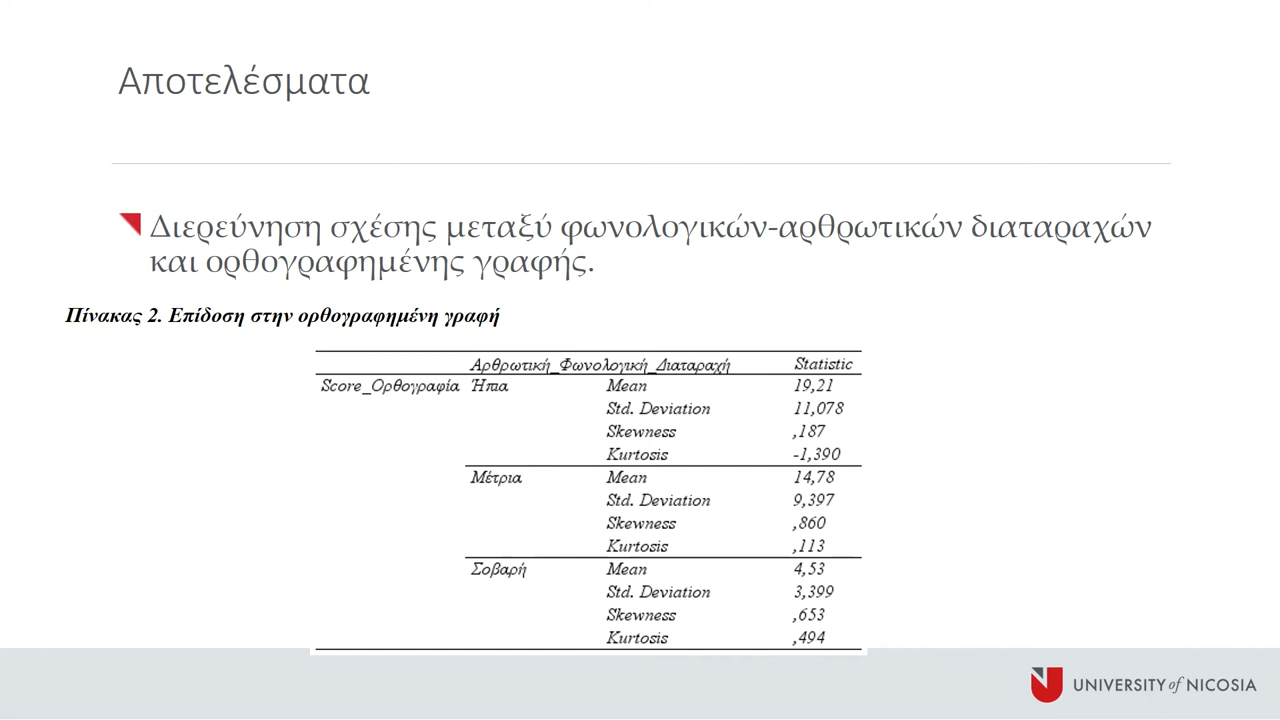 Αποτελέσματα
Διερεύνηση σχέσης μεταξύ φωνολογικών-αρθρωτικών διαταραχών
και ορθογραφημένης γραφής.
Πίνακας 2. Επίδοση στην ορθογραφημένη γραφή
Αρθρωτική_Φωνολογική_Διαταραχή Statistic
Score_Ορθογραφία Ήπια Mean 19,21
Std. Deviation 11,078
Skewness ,187
Kurtosis -1,390
Μέτρια Mean 14,78
Std. Deviation 9,397
Skewness ,860
Kurtosis ,113
Σοβαρή Mean 4,53
Std. Deviation 3,399
Skewness ,653
Kurtosis ,494
UNIVERSITY of NICOSIA